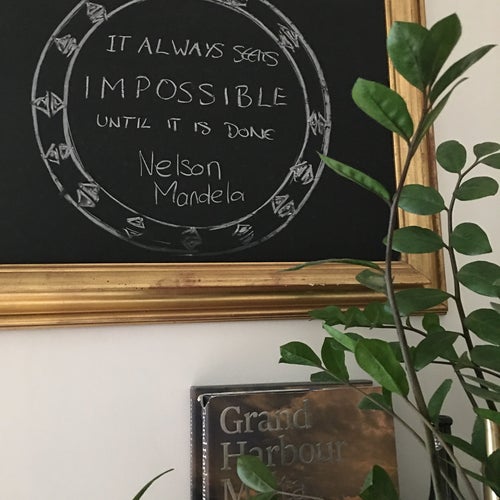 IT ALWAYS SEEMS
IMPOSSIBLE
UNTIL IT IS DONE
Nelson
Mandela
Grand
Harbour